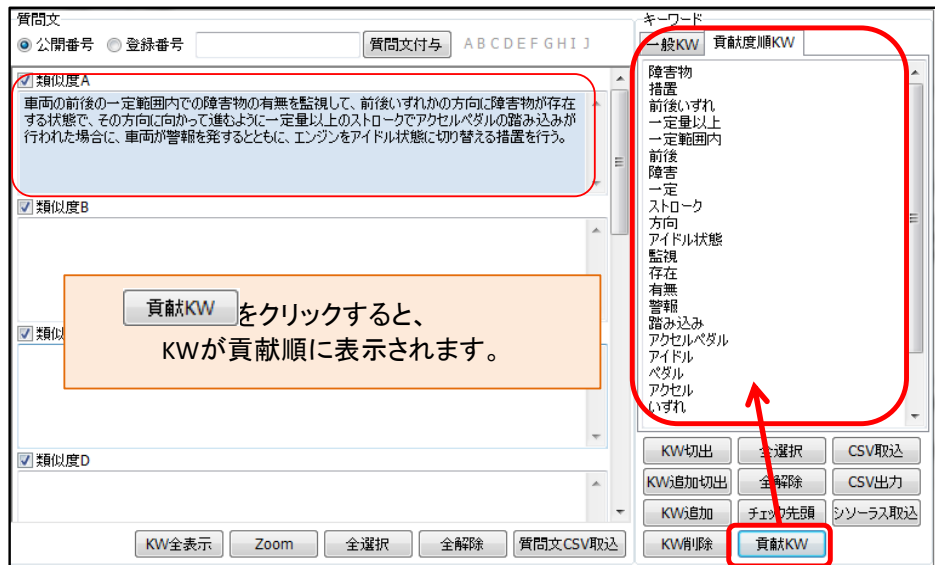 質問文
公開番号 登録番号 質問文付与 A B C D E F G H I J
類似度A
車両の前後の一定範囲内での障害物の有無を監視して、前後いずれかの方向に障害物が存在
する状態で、その方向に向かって進むように一定量以上のストロークでアクセルペダルの踏み込みが
行われた場合に、車両が警報を発するとともに、エンジンをアイドル状態に切り替える措置を行う。
類似度B
貢献KW をクリックすると、
KWが貢献順に表示されます。
類似
類似度D
KW全表示 Zoom 全選択 全解除 質問文CSV取込
キーワード
一般KW 貢献度順KW
障害物
措置
前後いずれ
一定量以上
一定範囲内
前後
障害
一定
ストローク
方向
アイドル状態
監視
存在
有無
警報
踏み込み
アクセルペダル
アイドル
ペダル
アクセル
いずれ
KW切出 全選択 CSV取込
KW追加切出 全解除 CSV出力
KW追加 チェック先頭 シソーラス取込
KW削除 貢献KW